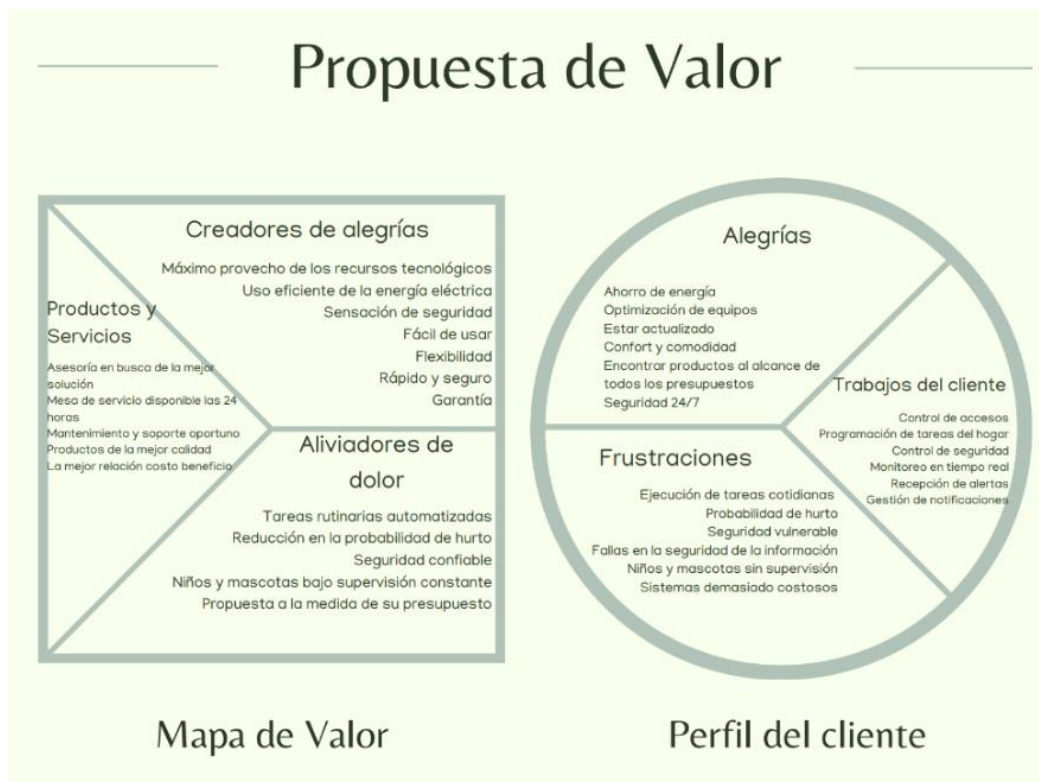 Propuesta de Valor
Creadores de alegrías
Máximo provecho de los recursos tecnológicos
Uso eficiente de la energía eléctrica
Sensación de seguridad
Fácil de usar
Flexibilidad
Rápido y seguro
Garantía
Productos y
Servicios
Asesoría en busca de la mejor
solución
Mesa de servicio disponible las 24
horas
Mantenimiento y soporte oportuno
Productos de la mejor calidad
La mejor relación costo beneficio
Aliviadores de
dolor
Tareas rutinarias automatizadas
Reducción en la probabilidad de hurto
Seguridad confiable
Niños y mascotas bajo supervisión constante
Propuesta a la medida de su presupuesto
Mapa de Valor
Alegrías
Ahorro de energía
Optimización de equipos
Estar actualizado
Confort y comodidad
Encontrar productos al alcance de
todos los presupuestos
Seguridad 24/7
Trabajos del cliente
Control de accesos
Programación de tareas del hogar
Control de seguridad
Monitoreo en tiempo real
Recepción de alertas
Gestión de notificaciones
Frustraciones
Ejecución de tareas cotidianas
Probabilidad de hurto
Seguridad vulnerable
Fallas en la seguridad de la información
Niños y mascotas sin supervisión
Sistemas demasiado costosos
Perfil del cliente